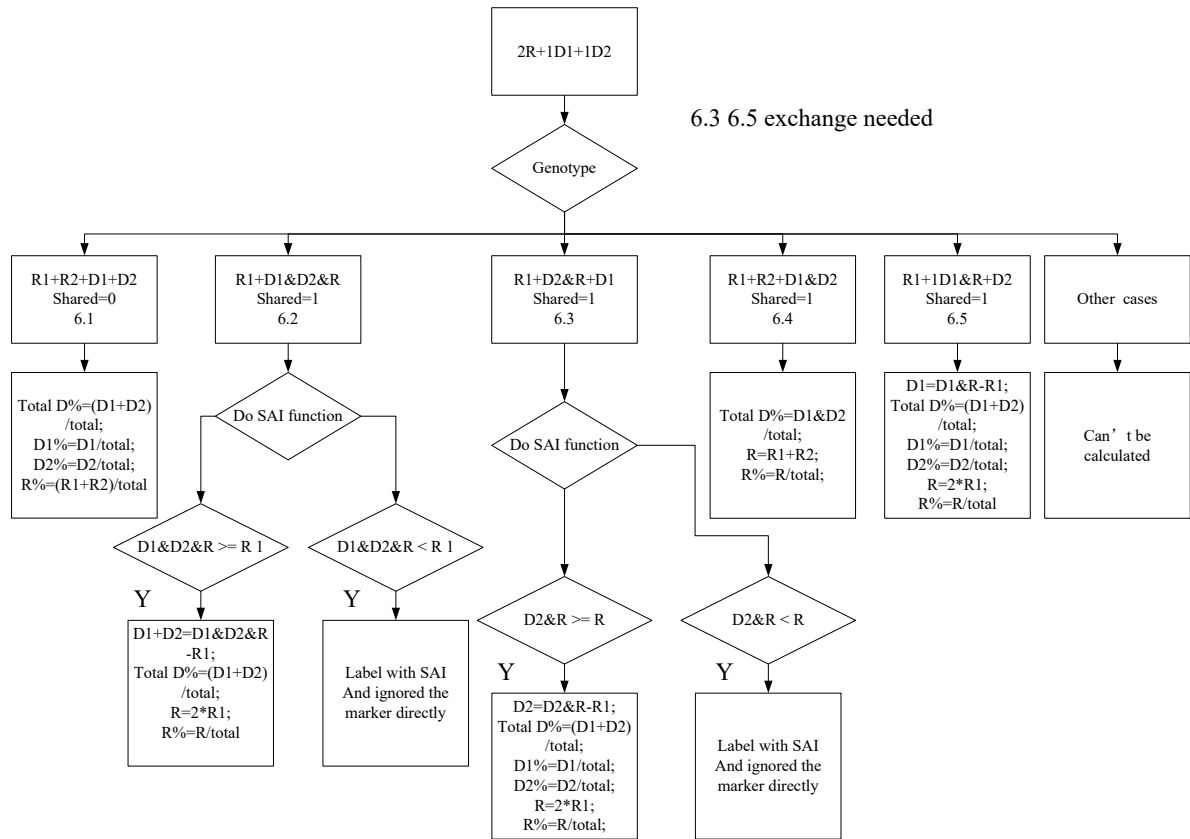 2R+1D1+1D2
6.3 6.5 exchange needed
Genotype
R1+R2+D1+D2
Shared=0
6.1
R1+D1&D2&R
Shared=1
6.2
R1+D2&R+D1
Shared=1
6.3
R1+R2+D1&D2
Shared=1
6.4
R1+1D1&R+D2
Shared=1
6.5
Other cases
Total D%=(D1+D2)
/total;
D1%=D1/total;
D2%=D2/total;
R%=(R1+R2)/total
Do SAI function
Do SAI function
Total D%=D1&D2
/total;
R=R1+R2;
R%=R/total;
D1=D1&R-R1;
Total D%=(D1+D2)
/total;
D1%=D1/total;
D2%=D2/total;
R=2*R1;
R%=R/total
Can't be
calculated
D1&D2&R >= R 1
D1&D2&R < R 1
Y
Y
D2&R >= R
D2&R < R
Y
Y
D1+D2=D1&D2&R
-R1;
Total D%=(D1+D2)
/total;
R=2*R1;
R%=R/total
Label with SAI
And ignored the
marker directly
D2=D2&R-R1;
Total D%=(D1+D2)
/total;
D1%=D1/total;
D2%=D2/total;
R=2*R1;
R%=R/total;
Label with SAI
And ignored the
marker directly